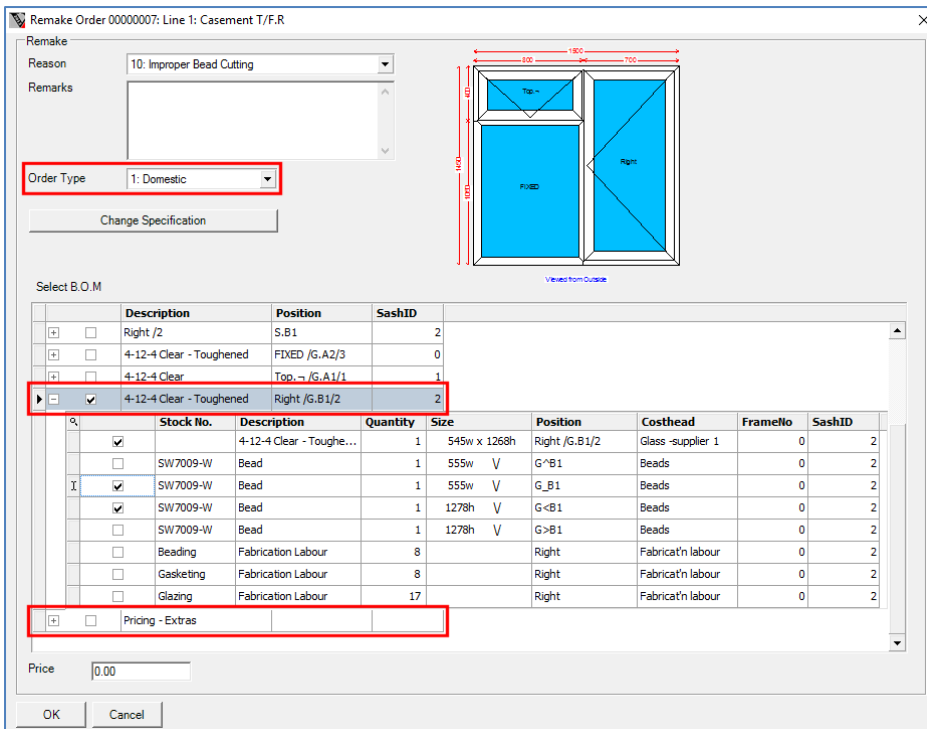 Remake Order 00000007: Line 1: Casement T/F.R
Remake
Reason 10: Improper Bead Cutting
Remarks
Order Type 1: Domestic
Change Specification
1500
800 700
400
1450
1050
Top.¬
FIXED
Right
Viewed from Outside
Select B.O.M
Description Position SashID
Right /2 S.B1 2
4-12-4 Clear - Toughened FIXED /G.A2/3 0
4-12-4 Clear Top.¬ /G.A1/1 1
4-12-4 Clear - Toughened Right /G.B1/2 2
Stock No. Description Quantity Size Position Costhead FrameNo SashID
4-12-4 Clear - Toughe... 1 545w x 1268h Right /G.B1/2 Glass -supplier 1 0 2
SW7009-W Bead 1 555w \/ G^B1 Beads 0 2
SW7009-W Bead 1 555w \/ G_B1 Beads 0 2
SW7009-W Bead 1 1278h \/ G<B1 Beads 0 2
SW7009-W Bead 1 1278h \/ G>B1 Beads 0 2
Beading Fabrication Labour 8 Right Fabricat'n labour 0 2
Gasketing Fabrication Labour 8 Right Fabricat'n labour 0 2
Glazing Fabrication Labour 17 Right Fabricat'n labour 0 2
Pricing - Extras
Price 0.00
OK Cancel